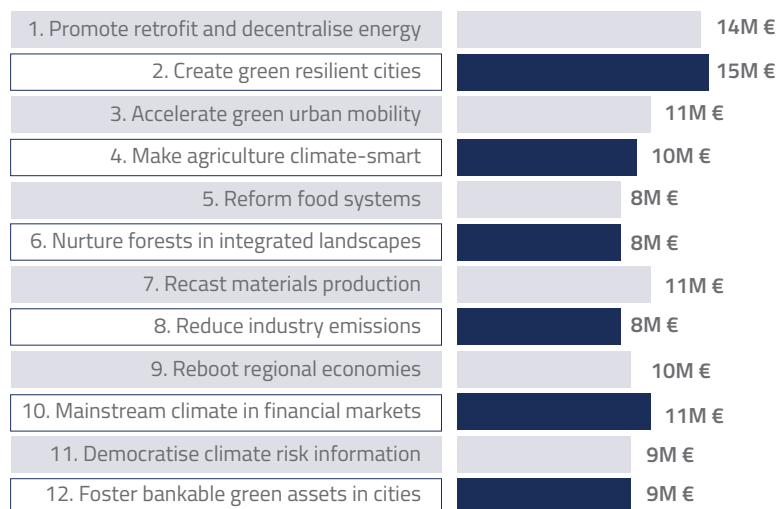 1. Promote retrofit and decentralise energy 14M €
2. Create green resilient cities 15M €
3. Accelerate green urban mobility 11M €
4. Make agriculture climate-smart 10M €
5. Reform food systems 8M €
6. Nurture forests in integrated landscapes 8M €
7. Recast materials production 11M €
8. Reduce industry emissions 8M €
9. Reboot regional economies 10M €
10. Mainstream climate in financial markets 11M €
11. Democratise climate risk information 9M €
12. Foster bankable green assets in cities 9M €